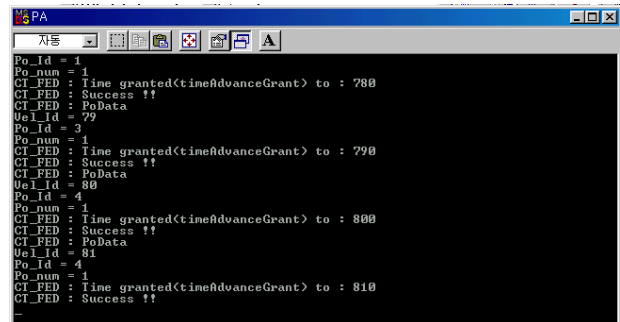 PA
자동
Po_Id = 1
Po_num = 1
CT_FED : Time granted(timeAdvanceGrant) to : 780
CT_FED : Success !!
CT_FED : PoData
Vel_Id = 79
Po_Id = 3
Po_num = 1
CT_FED : Time granted(timeAdvanceGrant) to : 790
CT_FED : Success !!
CT_FED : PoData
Vel_Id = 80
Po_Id = 4
Po_num = 1
CT_FED : Time granted(timeAdvanceGrant) to : 800
CT_FED : Success !!
CT_FED : PoData
Vel_Id = 81
Po_Id = 4
Po_num = 1
CT_FED : Time granted(timeAdvanceGrant) to : 810
CT_FED : Success !!